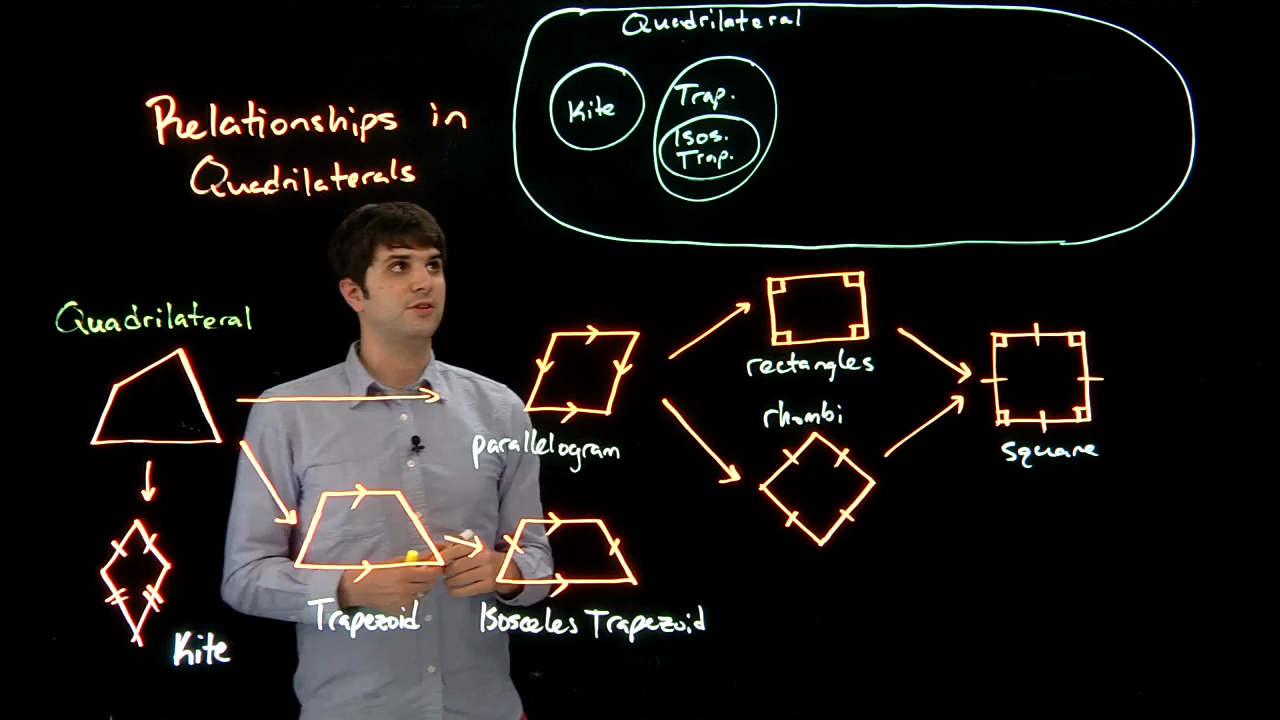 Quadrilateral
Kite
Trap.
Isos.
Trap.
Relationships in
Quadrilaterals
Quadrilateral
parallelogram
rectangles
rhombi
square
Trapezoid
Isosceles Trapezoid
Kite